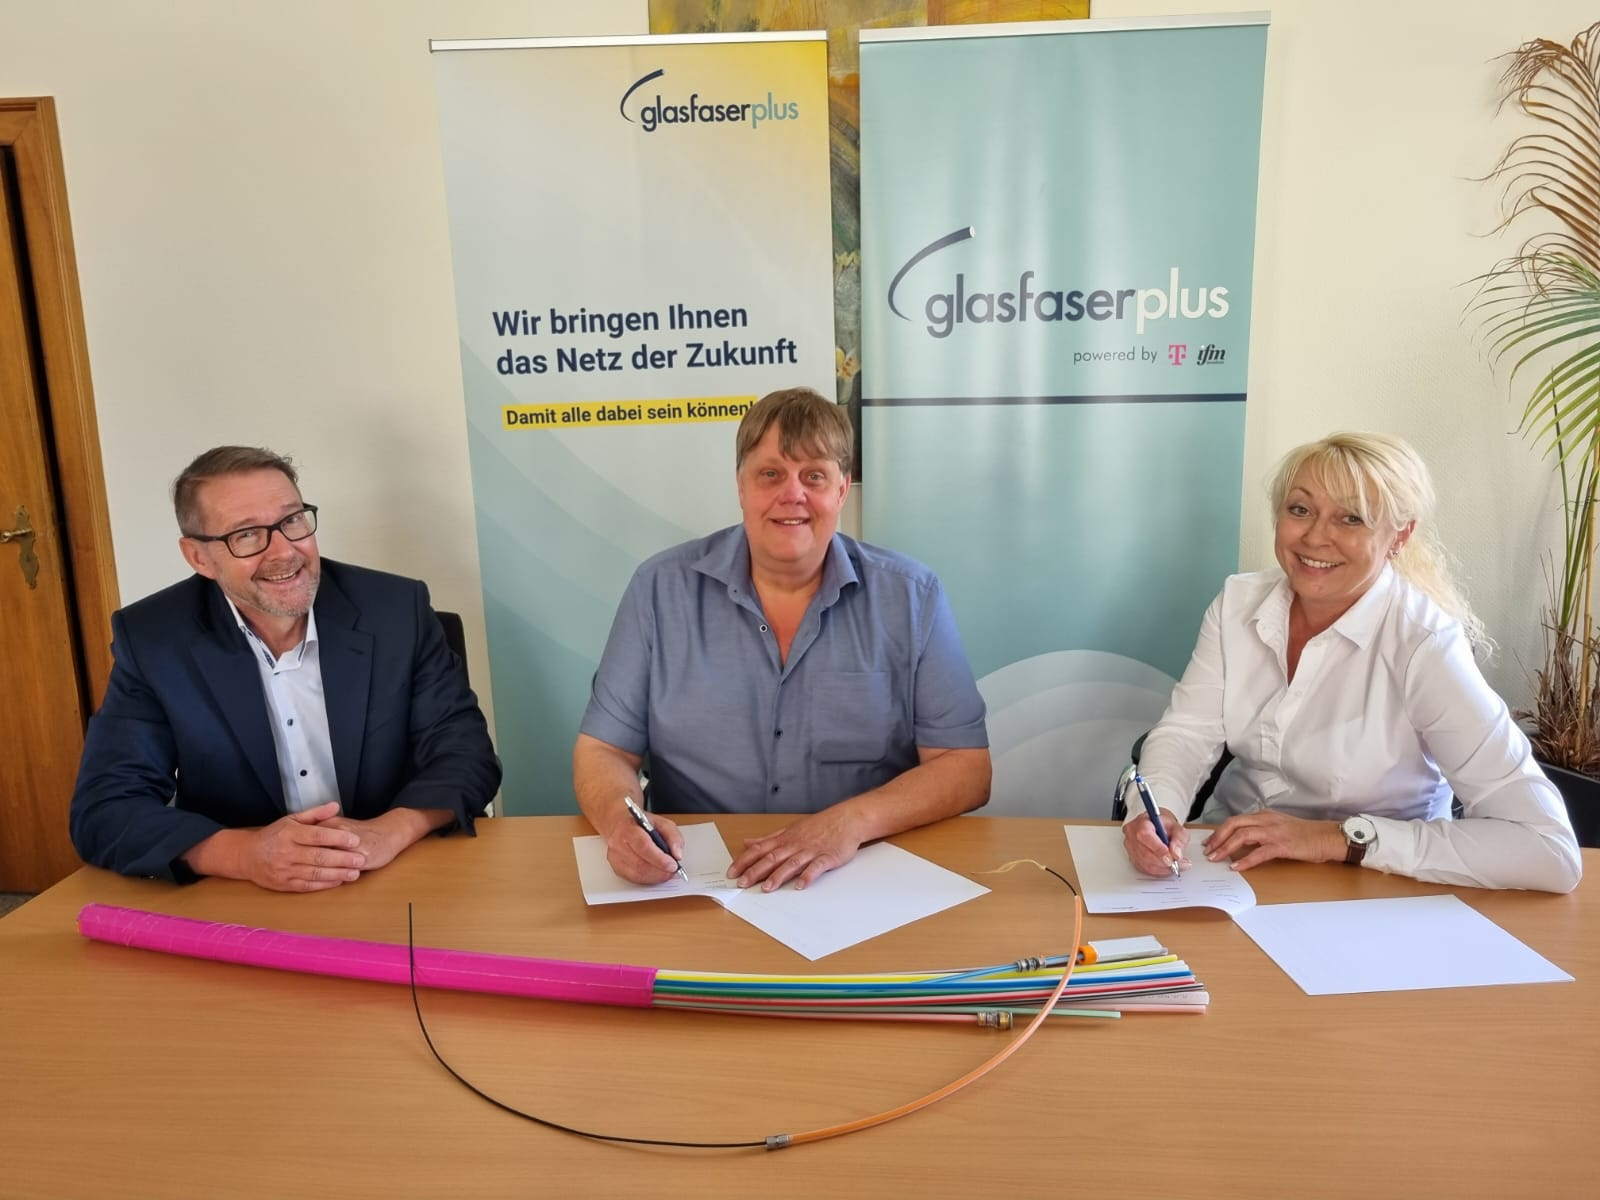 glasfaserplus
Wir bringen Ihnen
das Netz der Zukunft
Damit alle dabei sein können!
glasfaserplus
powered by T ifm